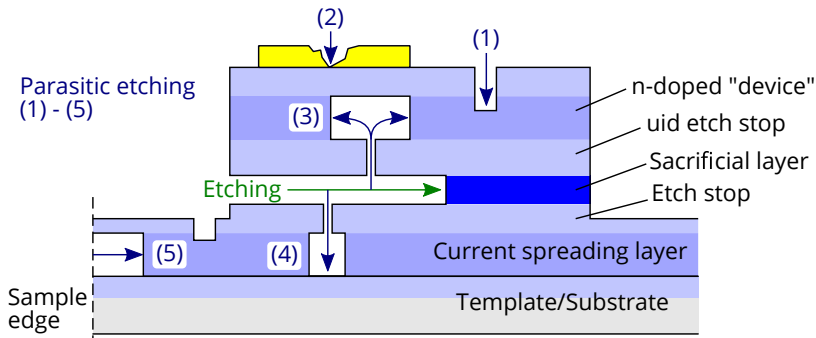 (2)
(1)
Parasitic etching
(1) - (5)
n-doped "device"
(3)
uid etch stop
Sacrificial layer
Etching
Etch stop
(5)
(4)
Current spreading layer
Sample
edge
Template/Substrate